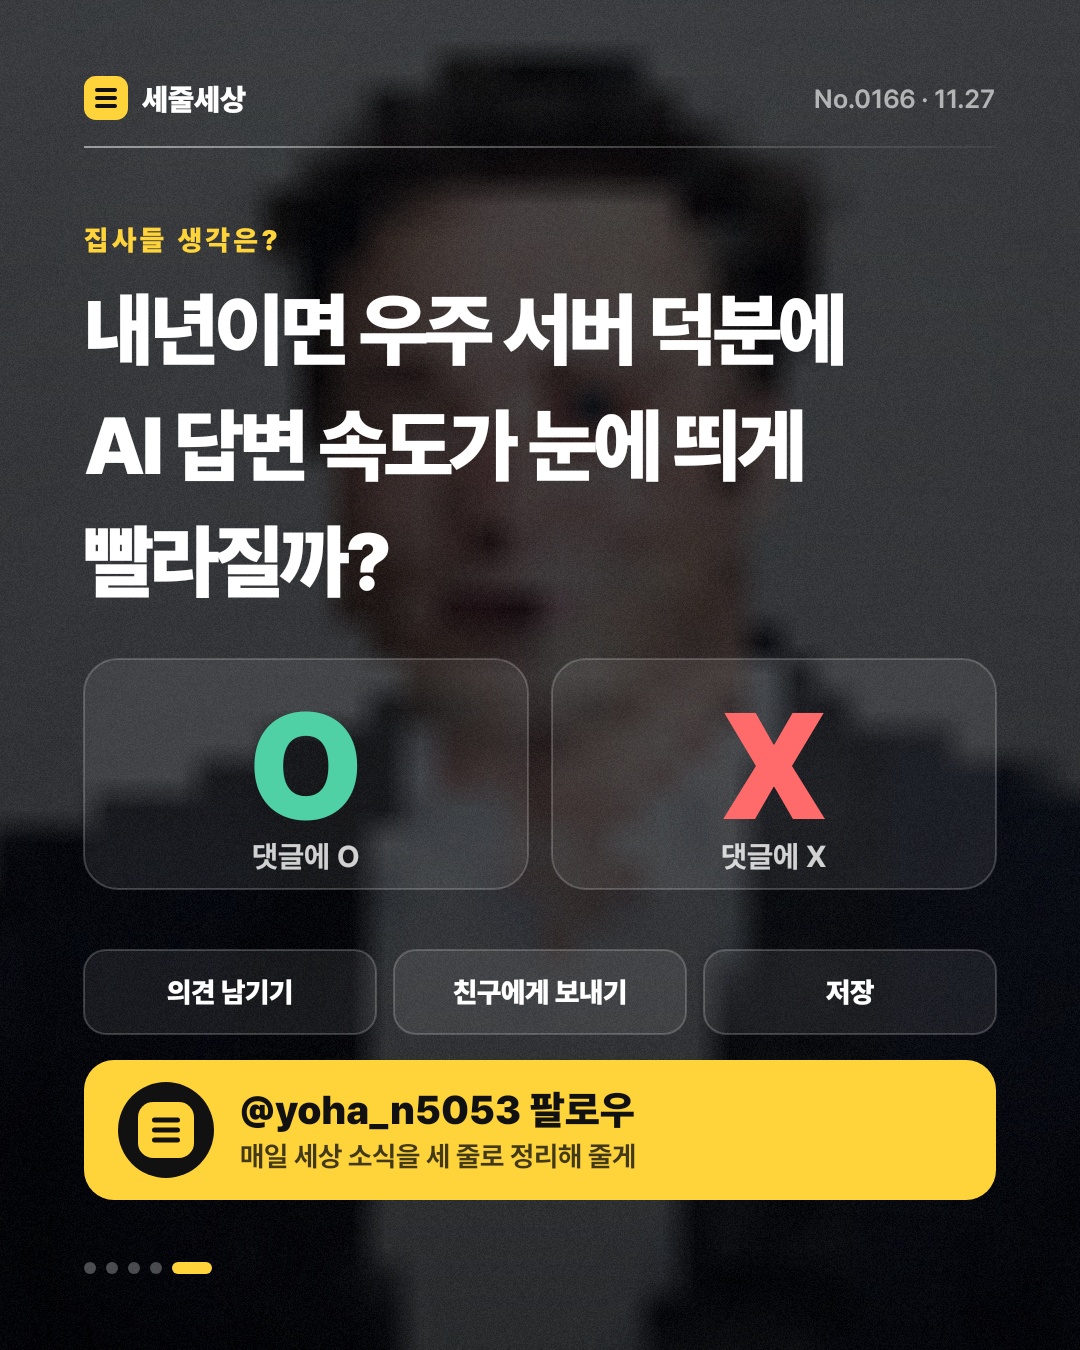 세줄세상
No.0166 · 11.27
집사들 생각은?
내년이면 우주 서버 덕분에
AI 답변 속도가 눈에 띄게
빨라질까?
O
댓글에 O
X
댓글에 X
의견 남기기
친구에게 보내기
저장
@yoha_n5053 팔로우
매일 세상 소식을 세 줄로 정리해 줄게